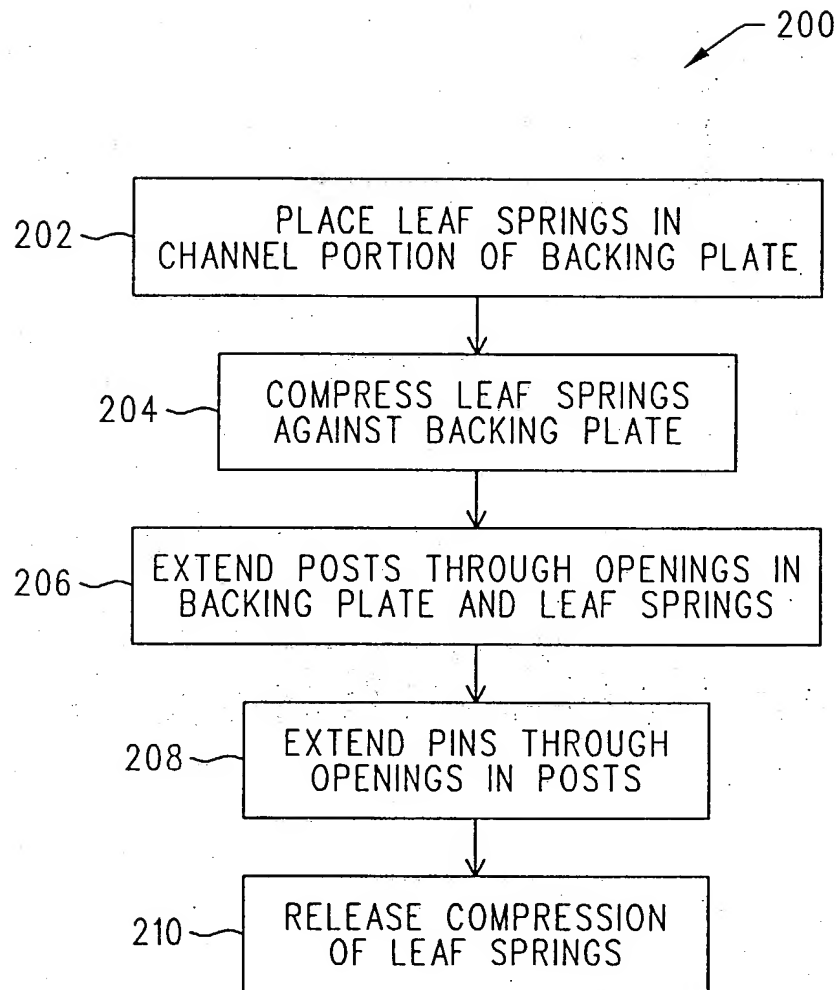 200
202
PLACE LEAF SPRINGS IN
CHANNEL PORTION OF BACKING PLATE
204
COMPRESS LEAF SPRINGS
AGAINST BACKING PLATE
206
EXTEND POSTS THROUGH OPENINGS IN
BACKING PLATE AND LEAF SPRINGS
208
EXTEND PINS THROUGH
OPENINGS IN POSTS
210
RELEASE COMPRESSION
OF LEAF SPRINGS